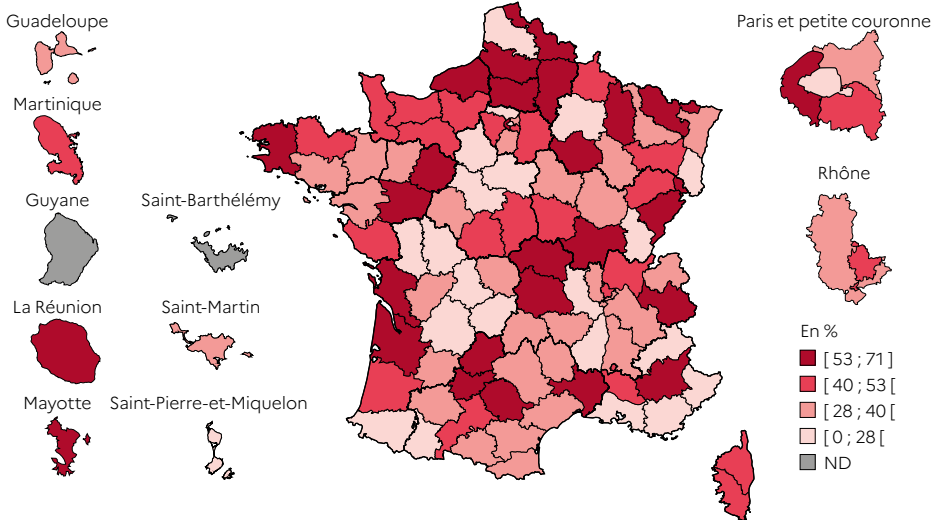 Guadeloupe
Paris et petite couronne
Martinique
Guyane
Saint-Barthélémy
Rhône
La Réunion
Saint-Martin
Mayotte
Saint-Pierre-et-Miquelon
En %
[ 53 ; 71 ]
[ 40 ; 53 [
[ 28 ; 40 [
[ 0 ; 28 [
ND